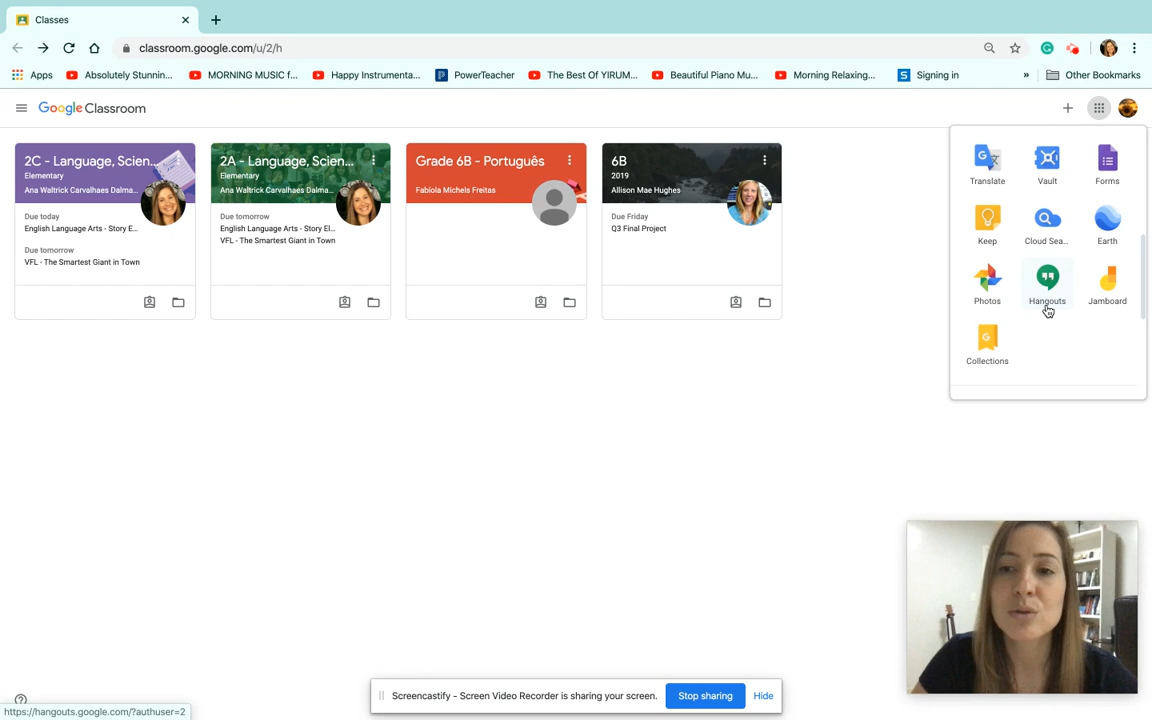 Classes
classroom.google.com/u/2/h
Apps
Absolutely Stunnin...
MORNING MUSIC f...
Happy Instrumenta...
PowerTeacher
The Best Of YIRUM...
Beautiful Piano Mu...
Morning Relaxing...
S
Signing in
»
Other Bookmarks
Google Classroom
2C - Language, Scien...
Elementary
Ana Waltrick Carvalhaes Dalma...
Due today
English Language Arts - Story E...
Due tomorrow
VFL - The Smartest Giant in Town
2A - Language, Scien...
Elementary
Ana Waltrick Carvalhaes Dalma...
Due tomorrow
English Language Arts - Story El...
VFL - The Smartest Giant in Town
Grade 6B - Português
Fabíola Michels Freitas
6B
2019
Allison Mae Hughes
Due Friday
Q3 Final Project
Translate
Vault
Forms
Keep
Cloud Sea...
Earth
Photos
Hangouts
Jamboard
Collections
Screencastify - Screen Video Recorder is sharing your screen.
Stop sharing
Hide
https://hangouts.google.com/?authuser=2